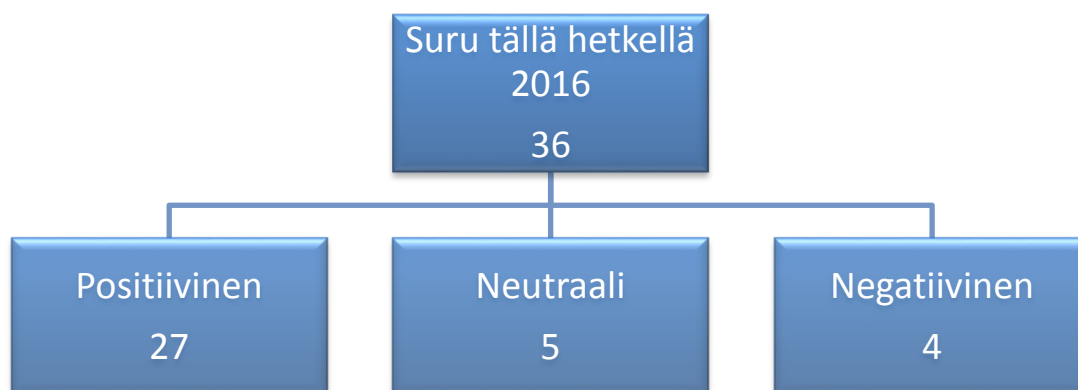 Suru tällä hetkellä
2016
36
Positiivinen
27
Neutraali
5
Negatiivinen
4